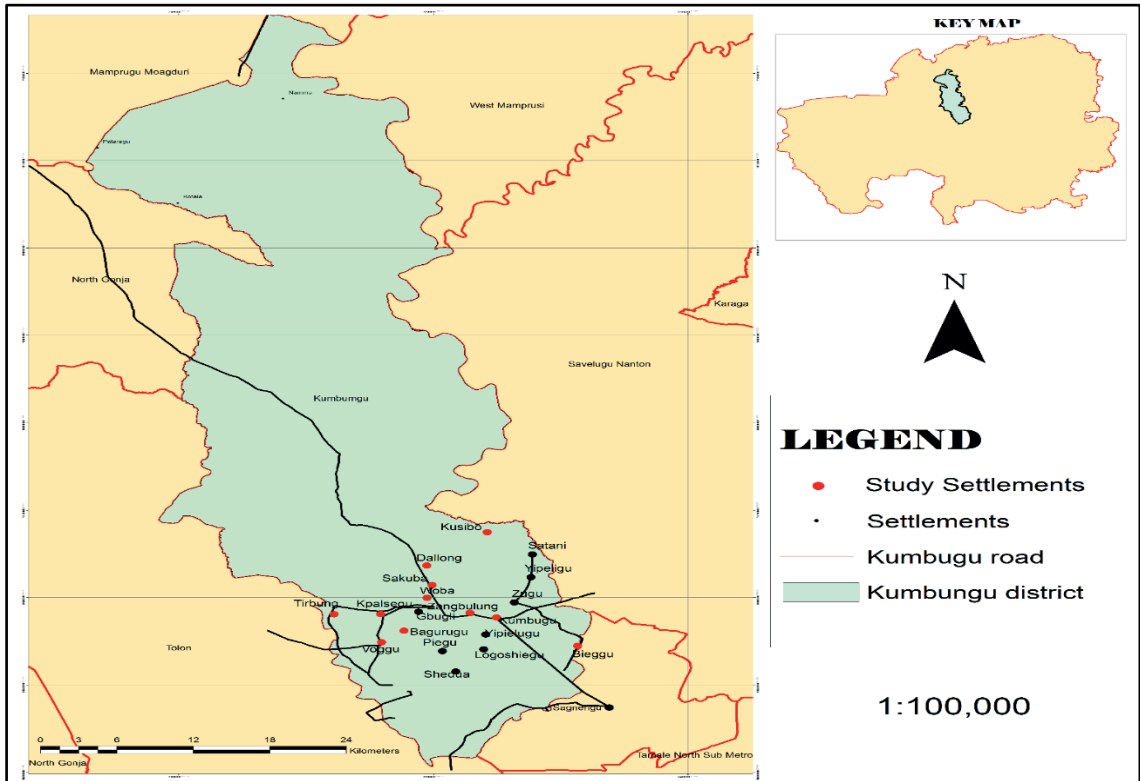 KEY MAP
Mamprugu Moagduri
West Mamprusi
North Gonja
Karaga
Savelugu Nanton
Kumbumgu
N
LEGEND
Study Settlements
Settlements
Kumbugu road
Kumbungu district
1:100,000
Kusibo
Satani
Dallong
Yipeligu
Sakuba
Woba
Zugu
Tirbung
Kpalsegu
Zangbulung
Gbugli
Kumbugu
Bagurugu
Yipielugu
Voggu
Piegu
Logoshiegu
Bieggu
Tolon
Shedua
Sagnengu
0 3 6 12 18 24
Kilometers
Tamale North Sub Metro
North Gonja